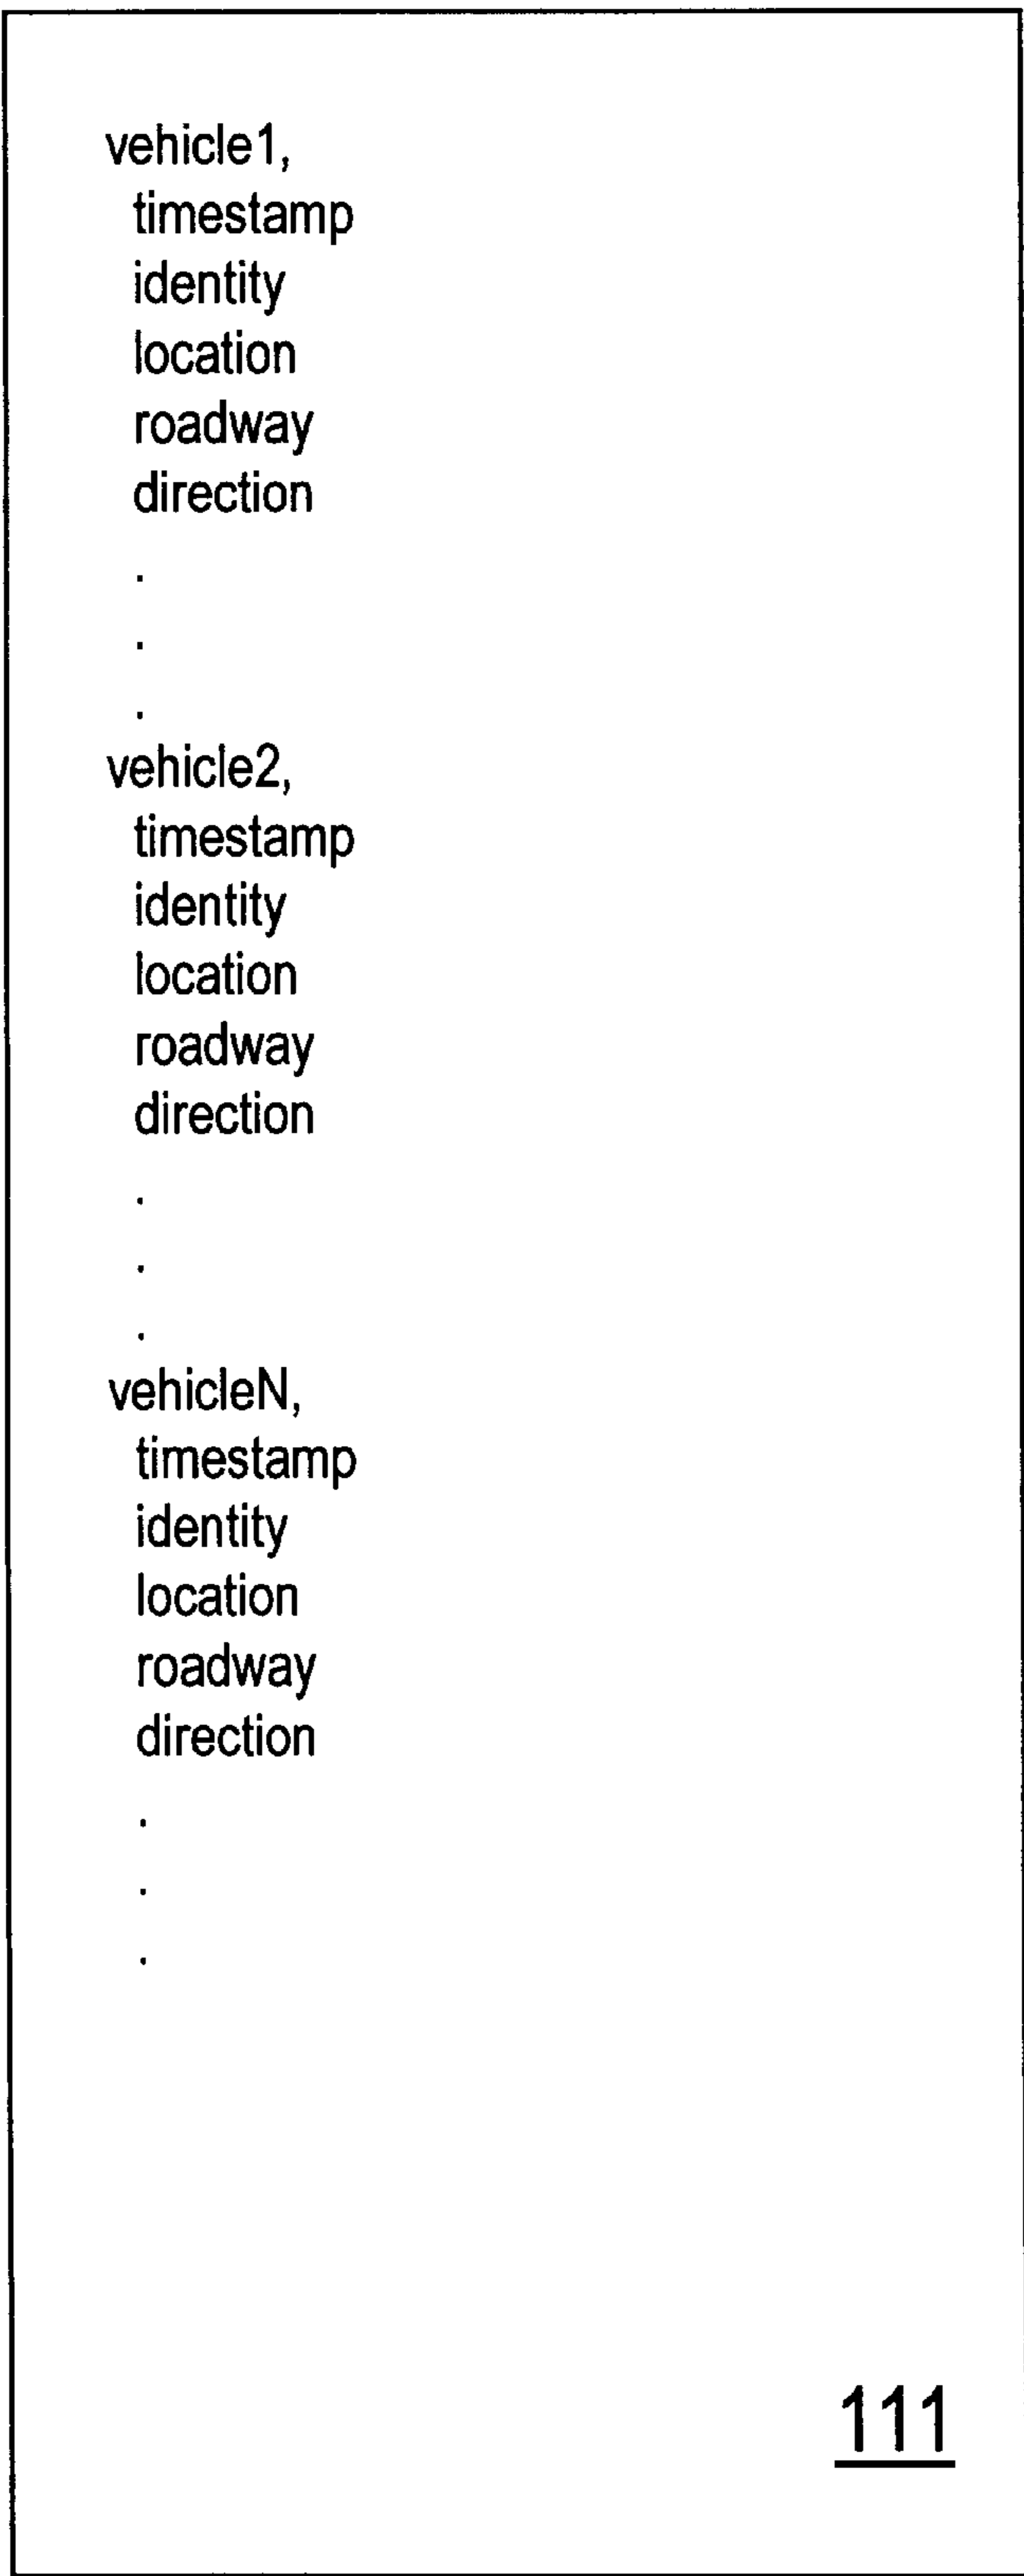 vehicle1,
timestamp
identity
location
roadway
direction
.
.
.
vehicle2,
timestamp
identity
location
roadway
direction
.
.
.
vehicleN,
timestamp
identity
location
roadway
direction
.
.
.
111